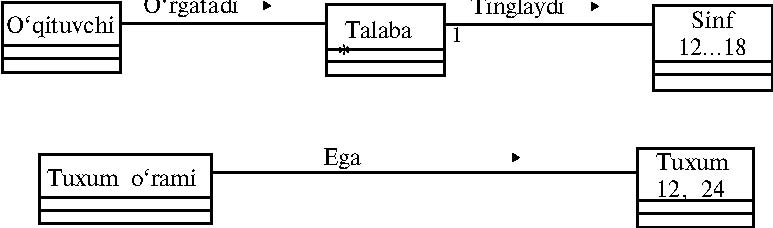 O‘rgatadi
Tinglaydi
O‘qituvchi
Talaba
*
1
Sinf
12...18
Ega
Tuxum o‘rami
Tuxum
12, 24